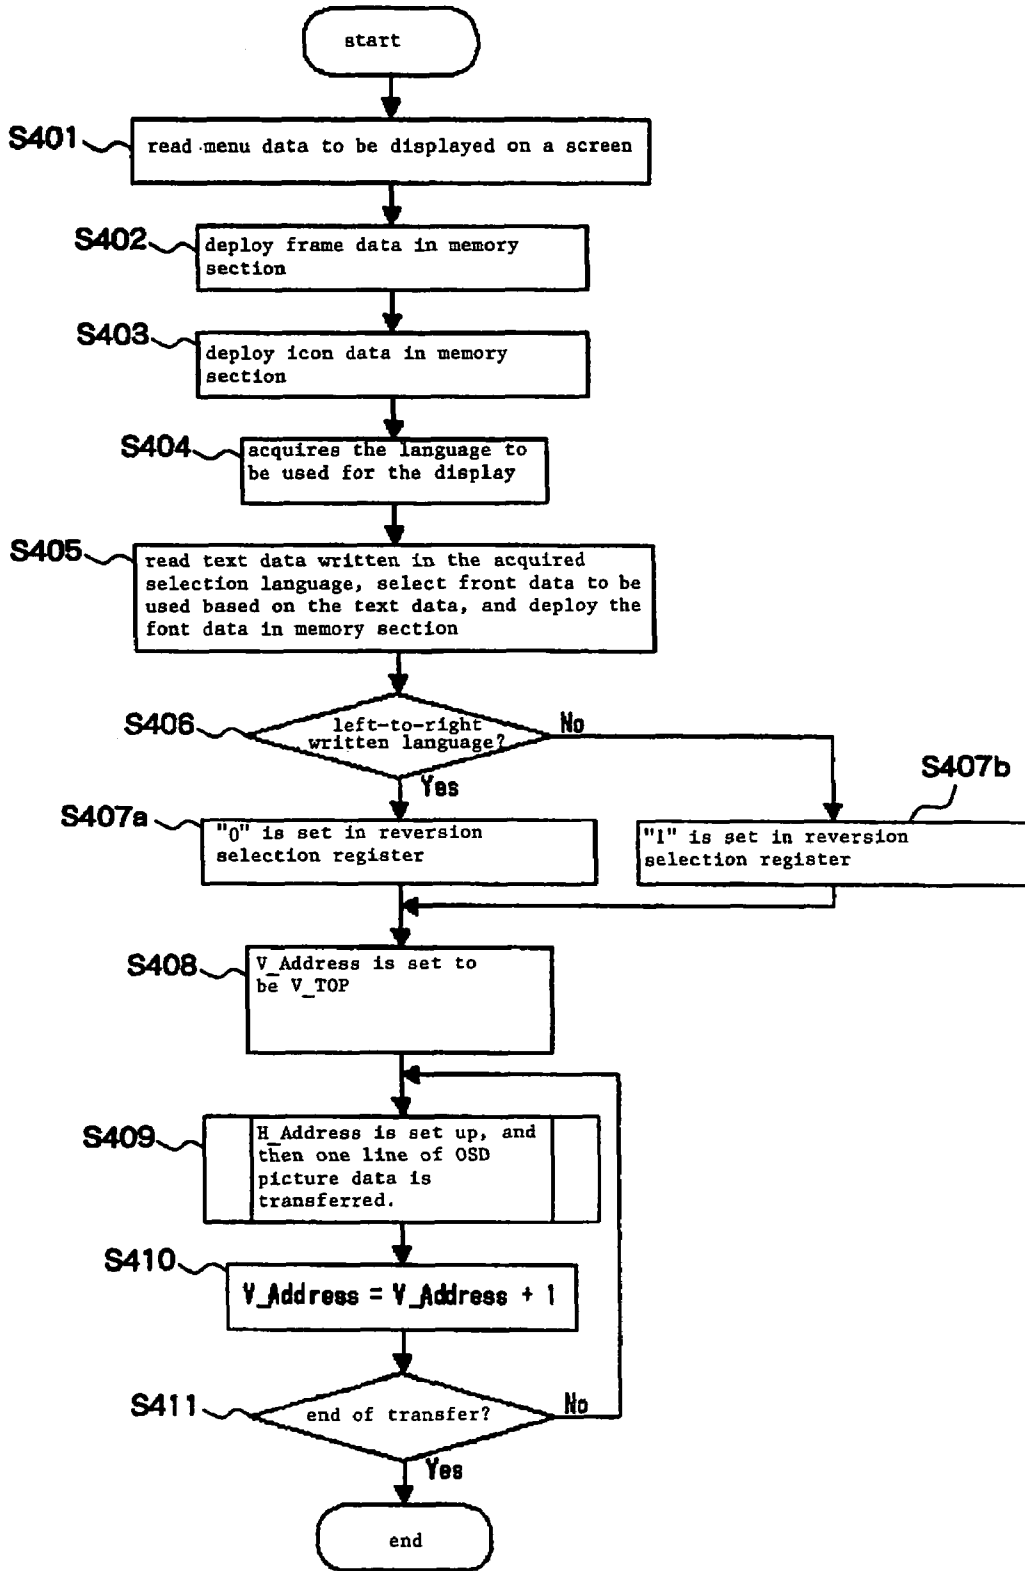 start
S401
read menu data to be displayed on a screen
S402
deploy frame data in memory
section
S403
deploy icon data in memory
section
S404
acquires the language to
be used for the display
S405
read text data written in the acquired
selection language, select front data to be
used based on the text data, and deploy the
font data in memory section
S406
left-to-right
written language?
No
Yes
S407a
"0" is set in reversion
selection register
S407b
"1" is set in reversion
selection register
S408
V_Address is set to
be V_TOP
S409
H_Address is set up, and
then one line of OSD
picture data is
transferred.
S410
V_Address = V_Address + 1
S411
end of transfer?
No
Yes
end